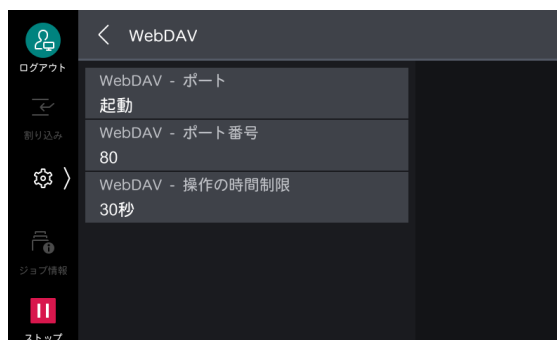 WebDAV
ログアウト
WebDAV - ポート
起動
割り込み
WebDAV - ポート番号
80
WebDAV - 操作の時間制限
30秒
ジョブ情報
ストップ